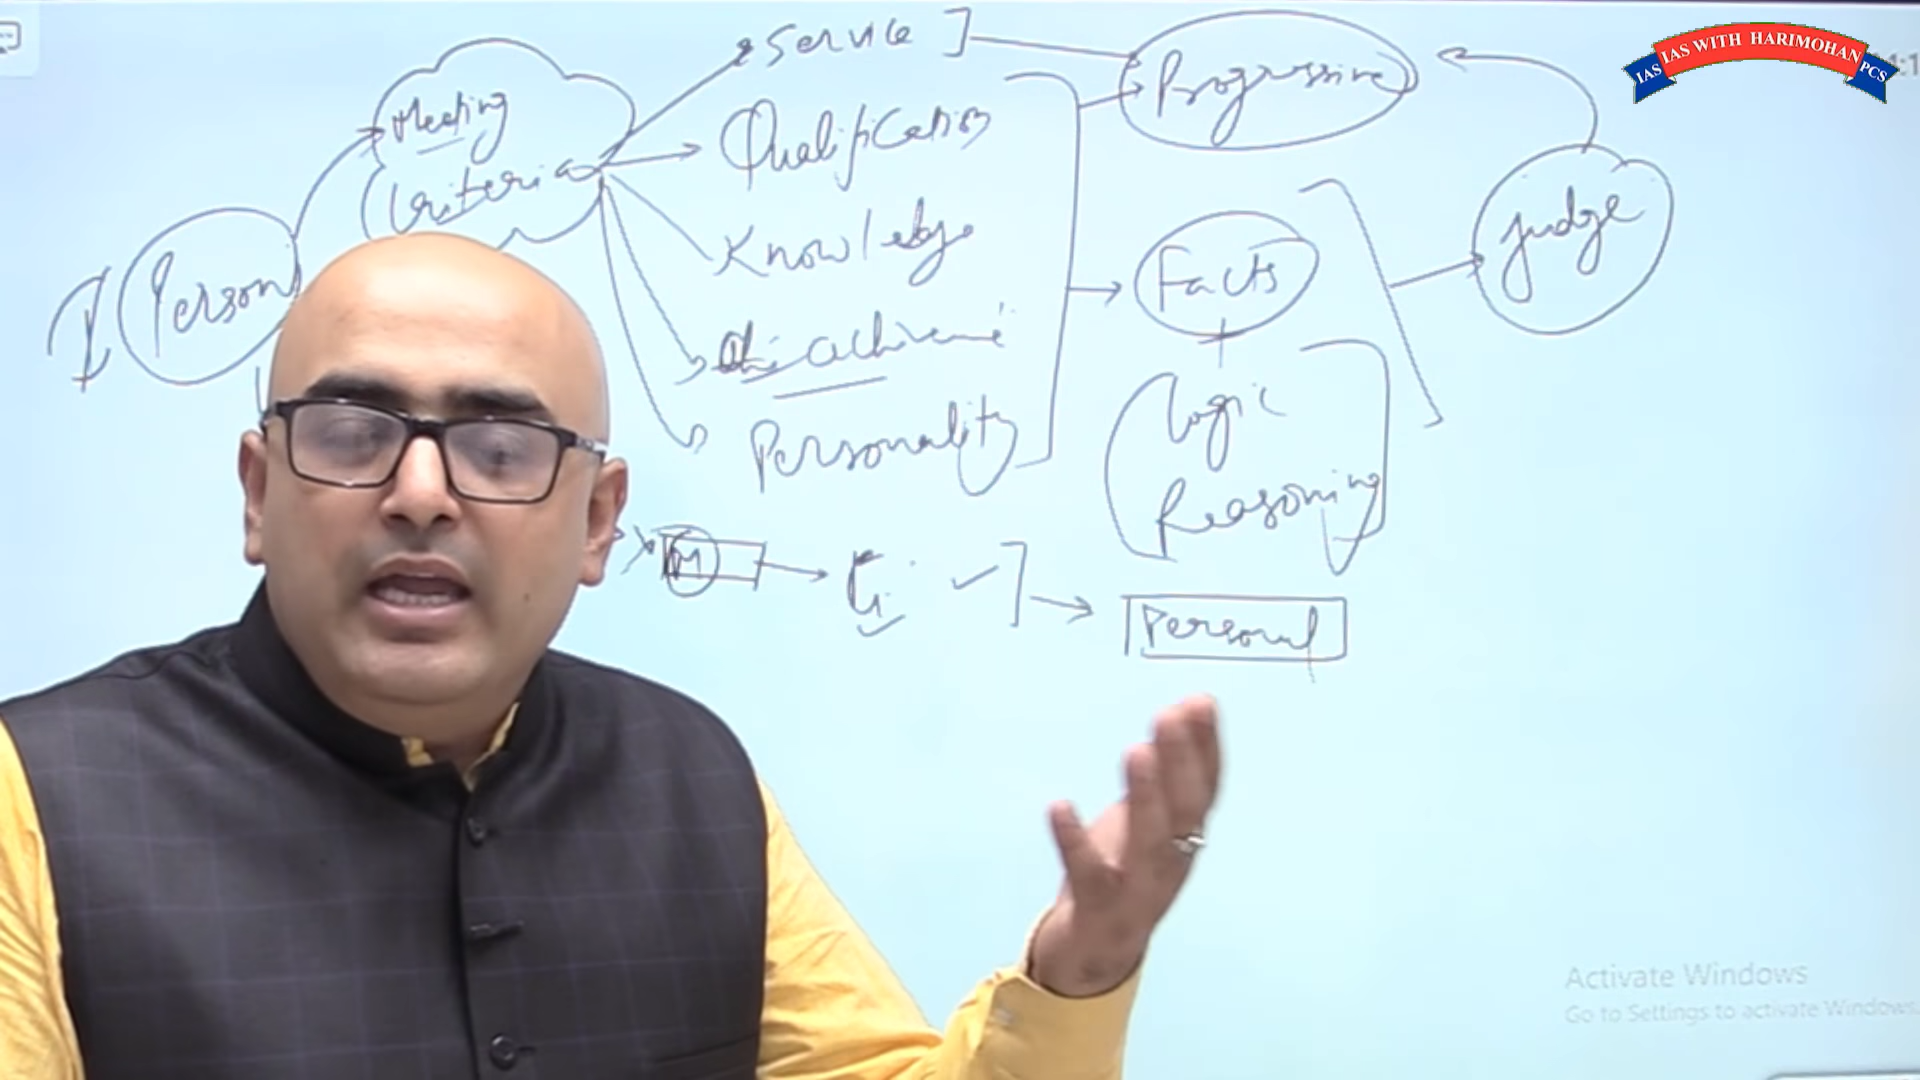 Service
Progressive
Meeting
Criteria
Qualification
Knowledge
Judge
Person
Facts
+
achieve
Logic
Reasoning
Personality
M
Personal
IAS
IAS WITH HARIMOHAN
PCS
Activate Windows
Go to Settings to activate Windows.